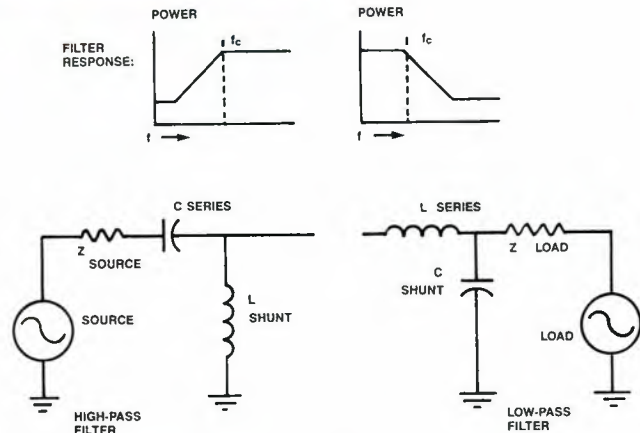 POWER
POWER
FILTER
RESPONSE:
fc
fc
f
f
C SERIES
L SERIES
Z
SOURCE
Z LOAD
C
SHUNT
L
SHUNT
SOURCE
LOAD
HIGH-PASS
FILTER
LOW-PASS
FILTER